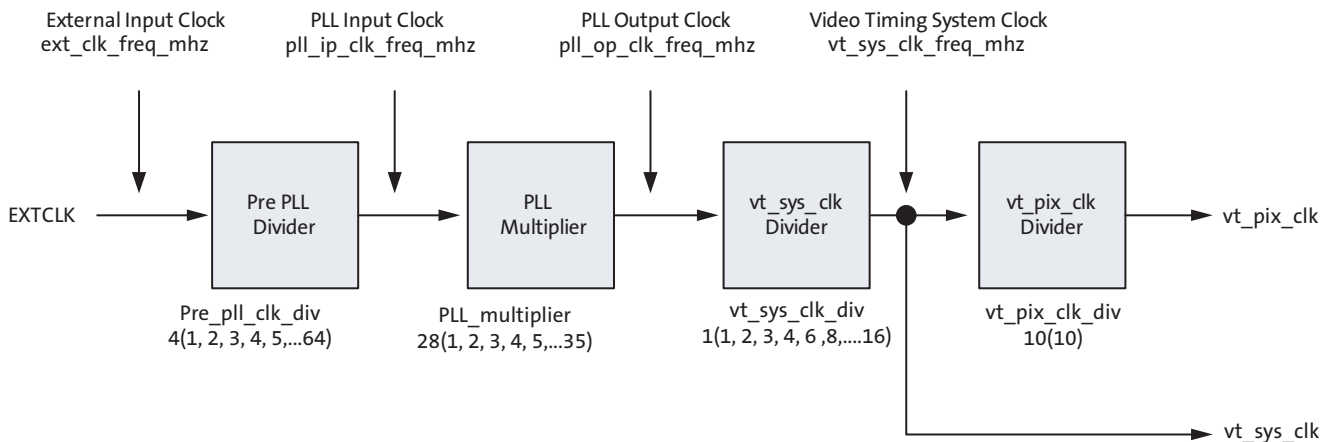 External Input Clock
ext_clk_freq_mhz
PLL Input Clock
pll_ip_clk_freq_mhz
PLL Output Clock
pll_op_clk_freq_mhz
Video Timing System Clock
vt_sys_clk_freq_mhz
EXTCLK
Pre PLL
Divider
PLL
Multiplier
vt_sys_clk
Divider
vt_pix_clk
Divider
vt_pix_clk
Pre_pll_clk_div
4(1, 2, 3, 4, 5,...64)
PLL_multiplier
28(1, 2, 3, 4, 5,...35)
vt_sys_clk_div
1(1, 2, 3, 4, 6 ,8,....16)
vt_pix_clk_div
10(10)
vt_sys_clk